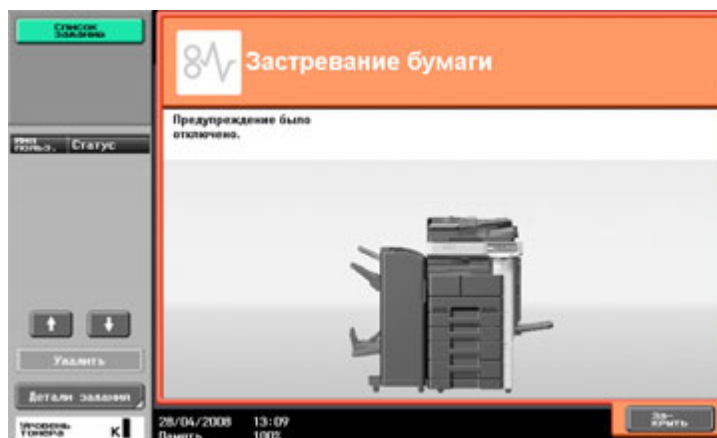 Список
задания
Застревание бумаги
Предупреждение было
отключено.
Имя
польз.
Статус
Удалить
Детали задания
Уровень
тонера
К
28/04/2008 13:09
Память 100%
За-
крыть